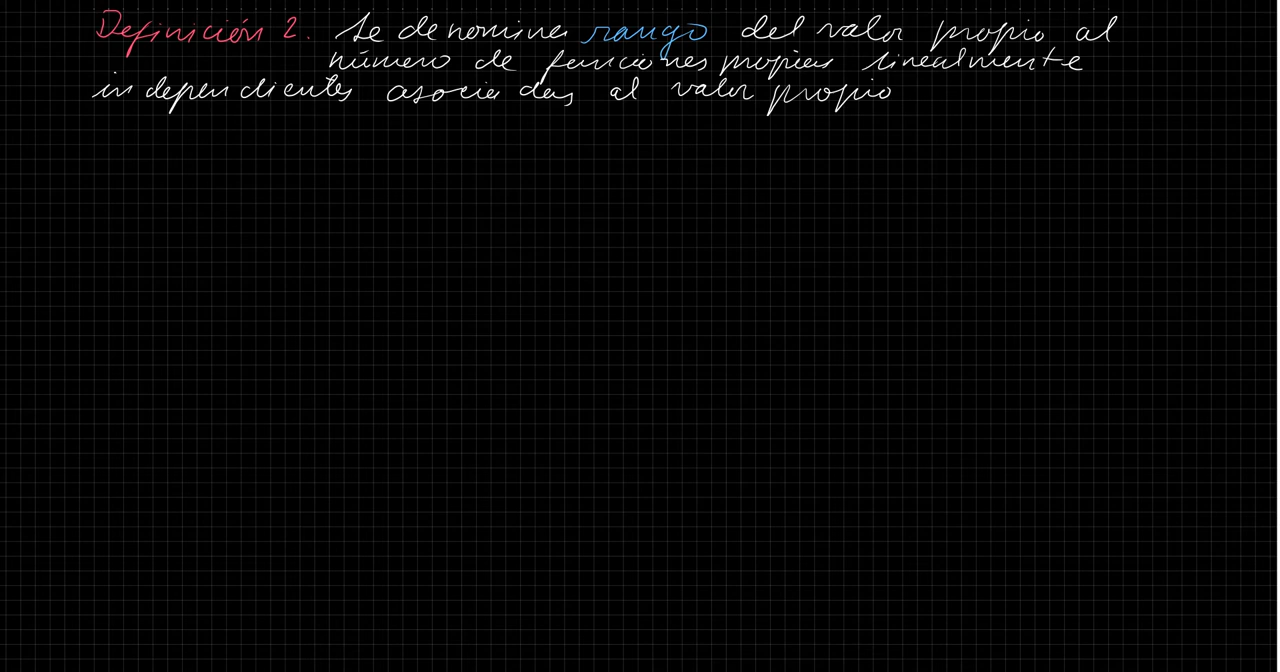 Definición 2. Se denomina rango del valor propio al
número de funciones propias linealmente
independientes asociadas al valor propio